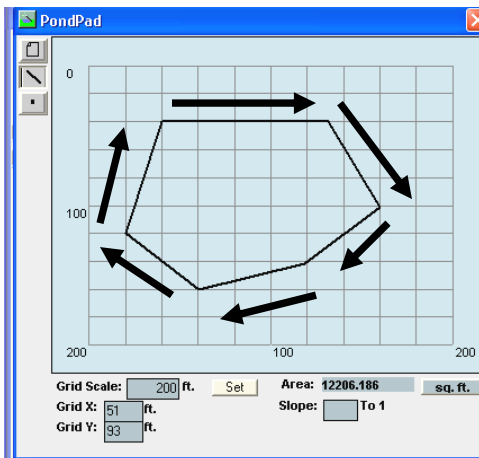 PondPad
0
100
200 100 200
Grid Scale: 200 ft. Set Area: 12206.186 sq. ft.
Grid X: 51 ft. Slope: To 1
Grid Y: 93 ft.